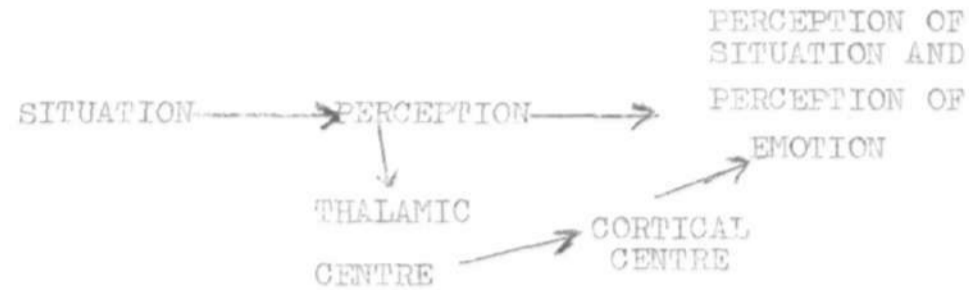 PERCEPTION OF
SITUATION AND
SITUATION PERCEPTION PERCEPTION OF
EMOTION
THALAMIC
CORTICAL
CENTRE CENTRE